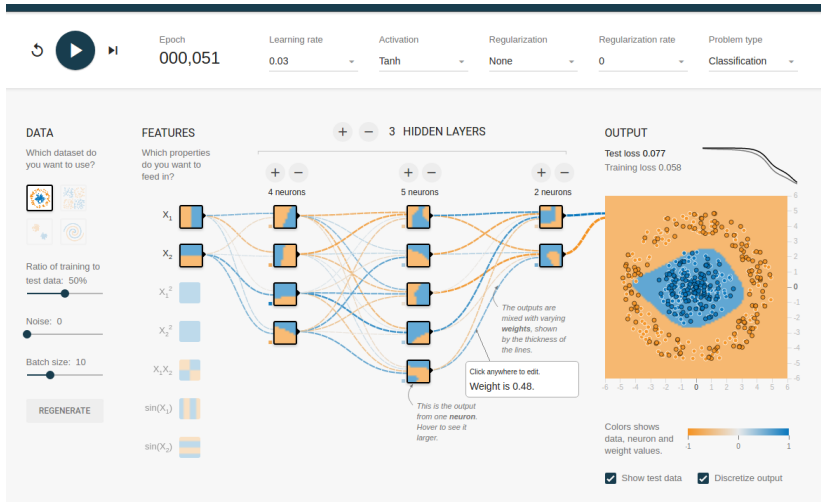 Epoch
000,051
Learning rate
0.03
Activation
Tanh
Regularization
None
Regularization rate
0
Problem type
Classification
DATA
Which dataset do
you want to use?
Ratio of training to
test data: 50%
Noise: 0
Batch size: 10
REGENERATE
FEATURES
Which properties
do you want to
feed in?
X₁
X₂
X₁²
X₂²
X₁X₂
sin(X₁)
sin(X₂)
+ − 3 HIDDEN LAYERS
+ −
4 neurons
+ −
5 neurons
+ −
2 neurons
The outputs are
mixed with varying
weights, shown
by the thickness of
the lines.
Click anywhere to edit.
Weight is 0.48.
This is the output
from one neuron.
Hover to see it
larger.
OUTPUT
Test loss 0.077
Training loss 0.058
6
5
4
3
2
1
0
-1
-2
-3
-4
-5
-6
-6 -5 -4 -3 -2 -1 0 1 2 3 4 5 6
Colors shows
data, neuron and
weight values.
-1 0 1
Show test data
Discretize output